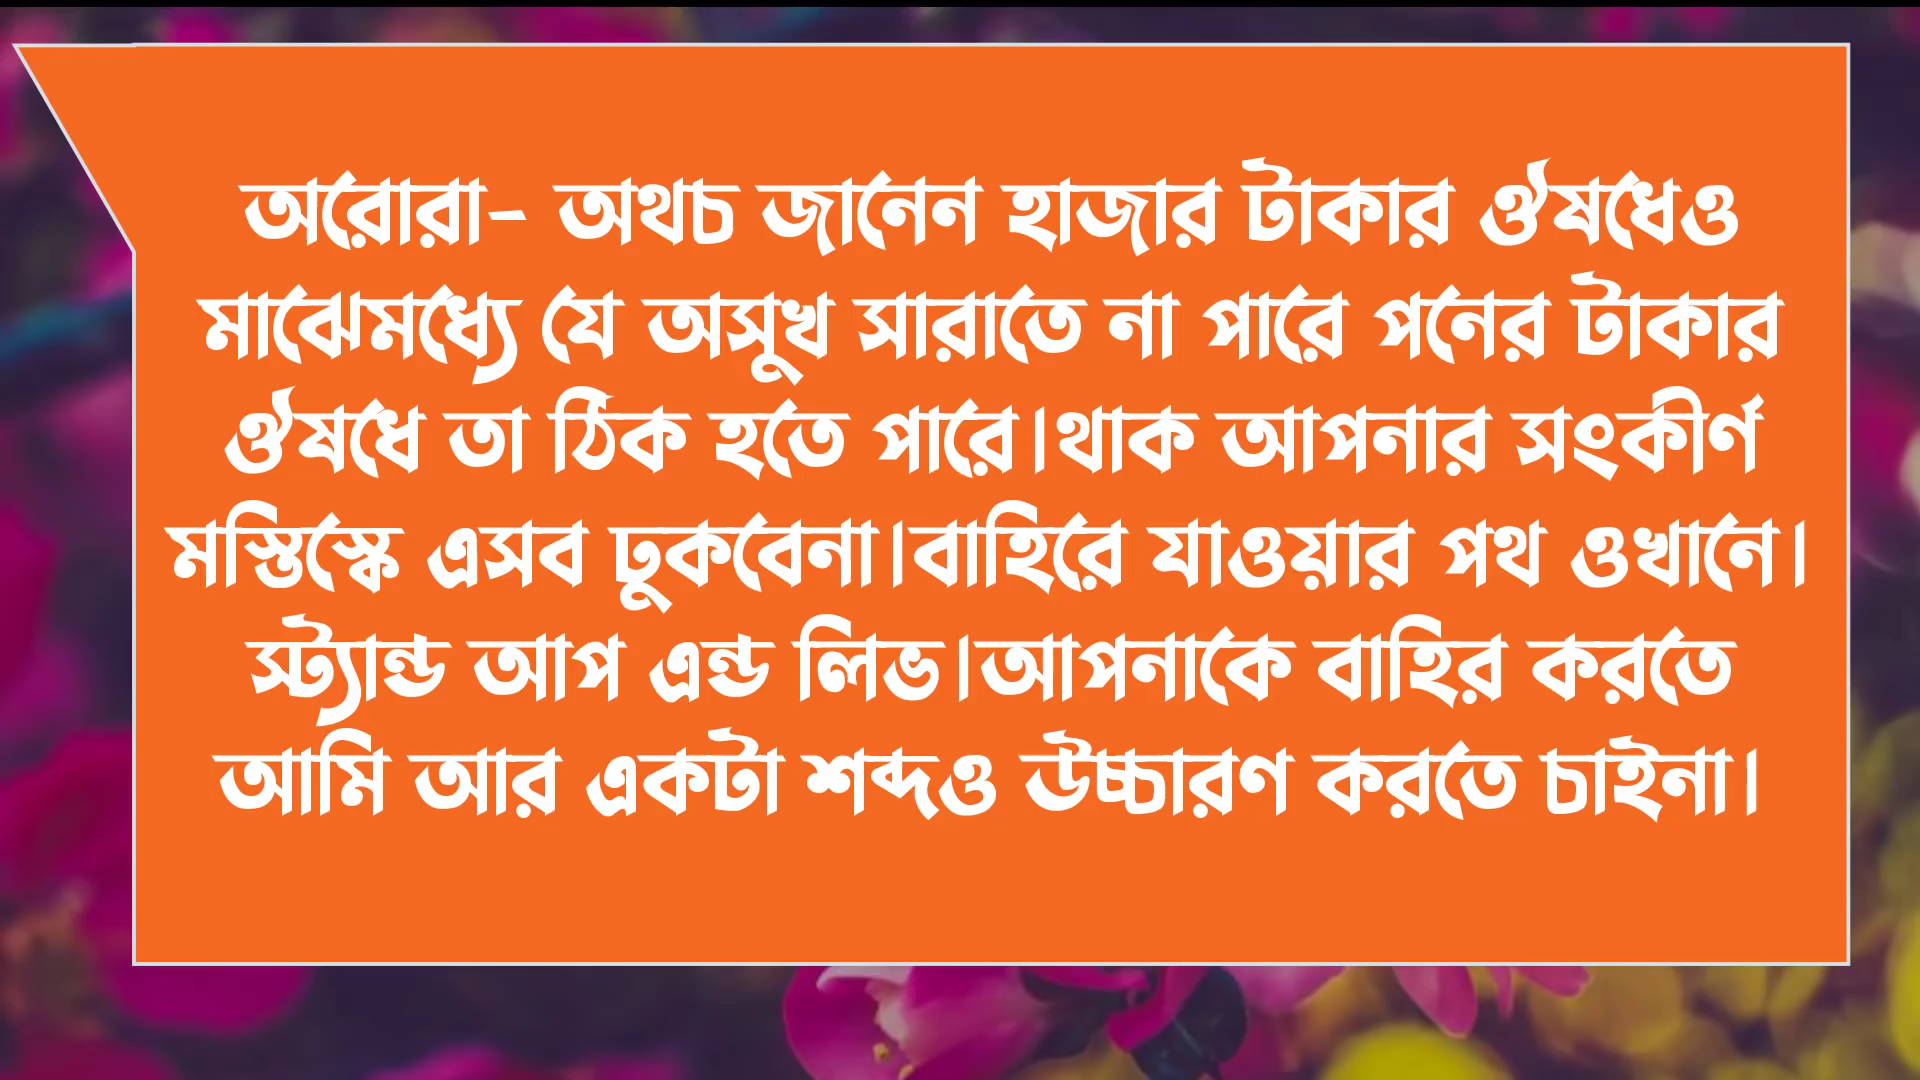 অরোরা- অথচ জানেন হাজার টাকার ঔষধেও
মাঝেমধ্যে যে অসুখ সারাতে না পারে পনের টাকার
ঔষধে তা ঠিক হতে পারে।থাক আপনার সংকীর্ণ
মস্তিস্কে এসব ঢুকবেনা।বাহিরে যাওয়ার পথ ওখানে।
স্ট্যান্ড আপ এন্ড লিভ।আপনাকে বাহির করতে
আমি আর একটা শব্দও উচ্চারণ করতে চাইনা।